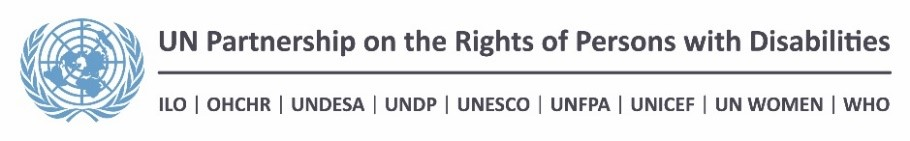 UN Partnership on the Rights of Persons with Disabilities
ILO | OHCHR | UNDESA | UNDP | UNESCO | UNFPA | UNICEF | UN WOMEN | WHO